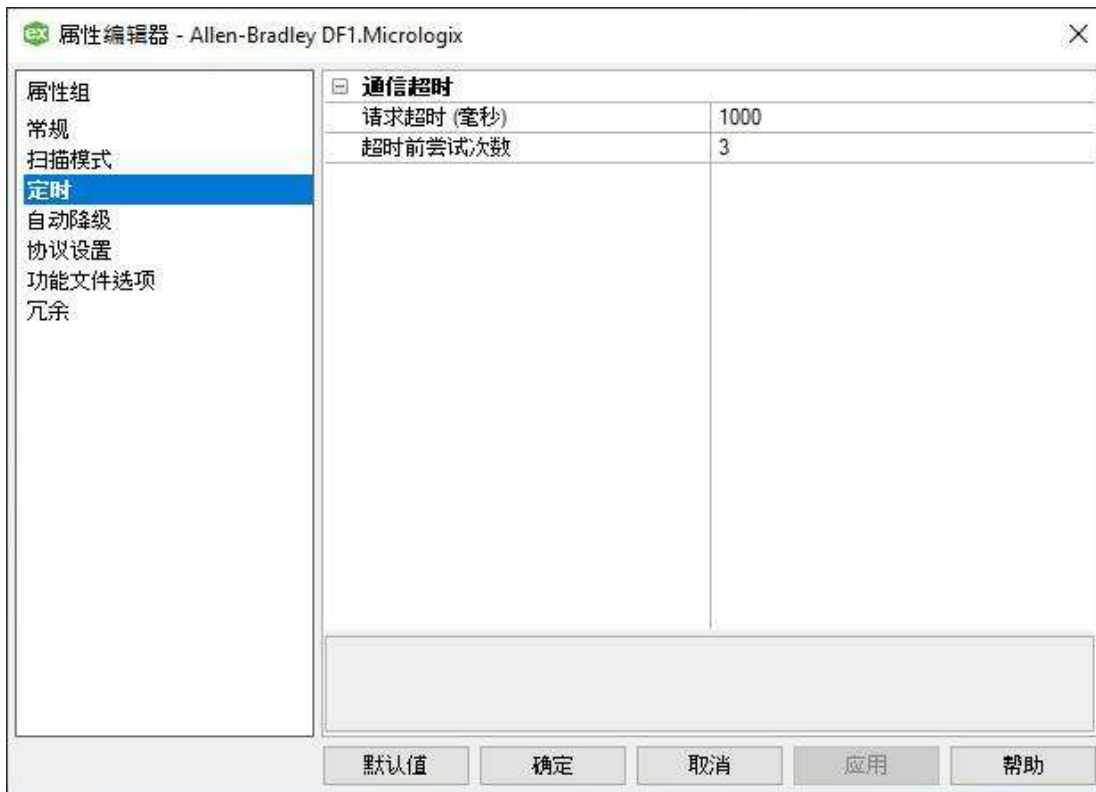 ex 属性编辑器 - Allen-Bradley DF1.Micrologix
属性组
常规
扫描模式
定时
自动降级
协议设置
功能文件选项
冗余
通信超时
请求超时 (毫秒) 1000
超时前尝试次数 3
默认值 确定 取消 应用 帮助